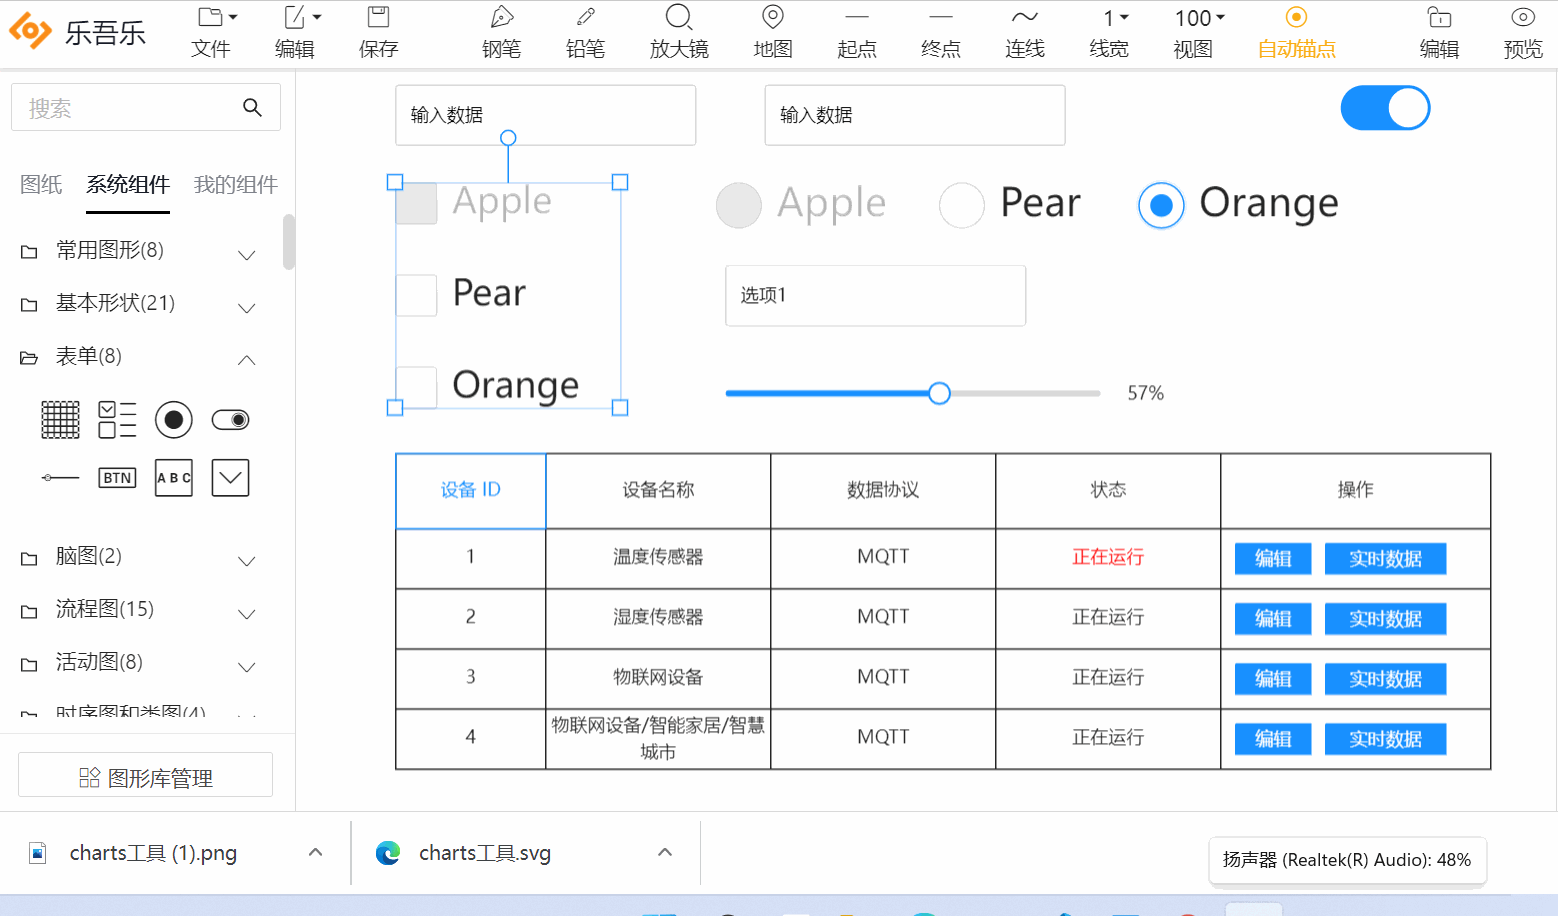 乐吾乐
文件 编辑 保存 钢笔 铅笔 放大镜 地图 起点 终点 连线 1 线宽 100 视图 自动锚点 编辑 预览
搜索
图纸 系统组件 我的组件
常用图形(8)
基本形状(21)
表单(8)
BTN
A B C
脑图(2)
流程图(15)
活动图(8)
时序图和类图(4)
图形库管理
输入数据 输入数据
Apple
Pear
Orange
Apple Pear Orange
选项1
57%
设备 ID 设备名称 数据协议 状态 操作
1 温度传感器 MQTT 正在运行 编辑 实时数据
2 湿度传感器 MQTT 正在运行 编辑 实时数据
3 物联网设备 MQTT 正在运行 编辑 实时数据
4 物联网设备/智能家居/智慧城市 MQTT 正在运行 编辑 实时数据
charts工具 (1).png
charts工具.svg
扬声器 (Realtek(R) Audio): 48%